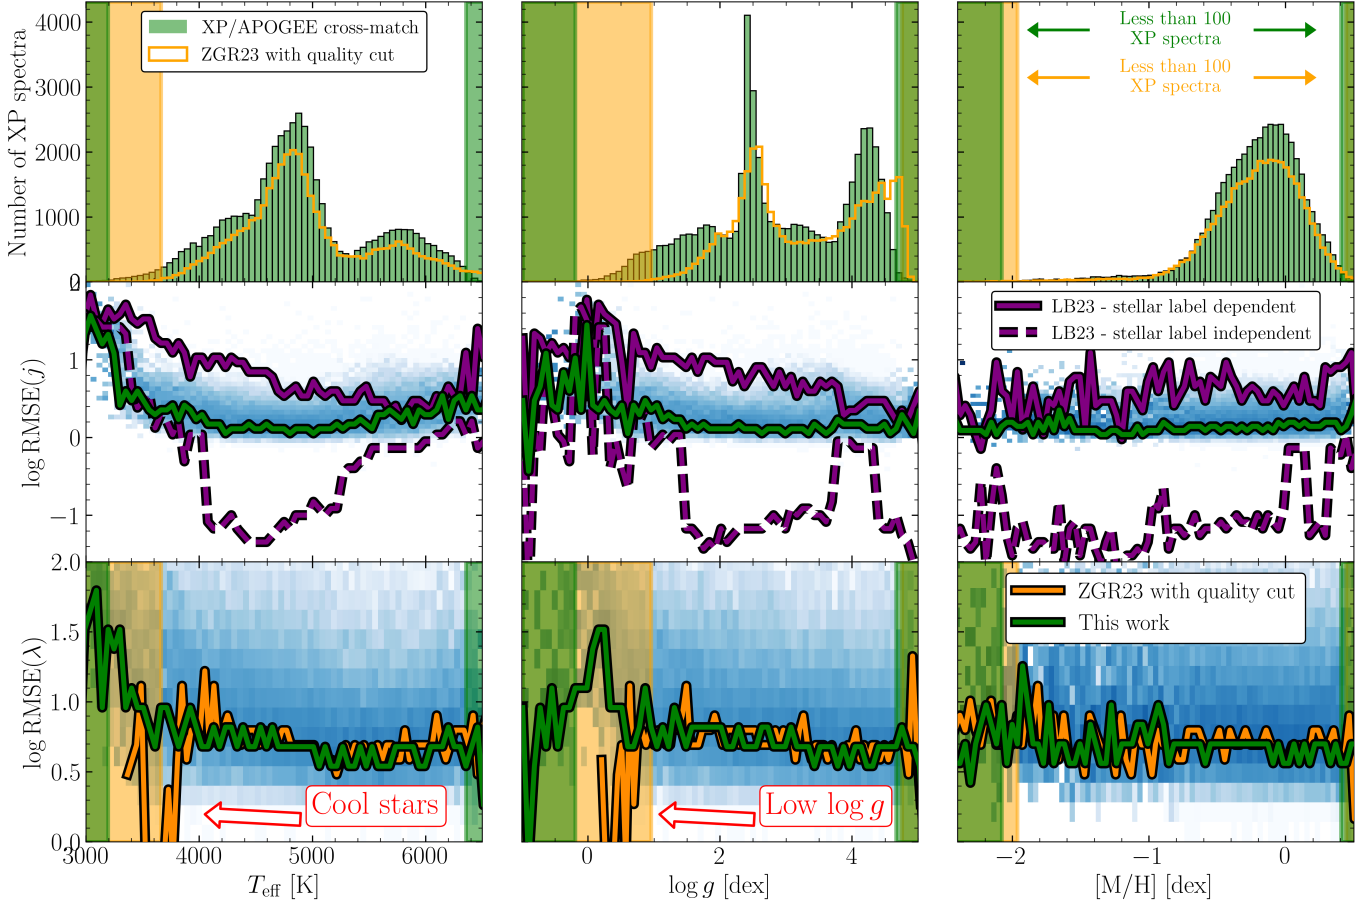 Number of XP spectra
4000
3000
2000
1000
0
XP/APOGEE cross-match
ZGR23 with quality cut
Less than 100
XP spectra
Less than 100
XP spectra
log RMSE(j)
2
1
0
−1
LB23 - stellar label dependent
LB23 - stellar label independent
log RMSE(λ)
2.0
1.5
1.0
0.5
0.0
Cool stars
Low log g
ZGR23 with quality cut
This work
3000 4000 5000 6000
0 2 4
−2 −1 0
T_eff [K]
log g [dex]
[M/H] [dex]